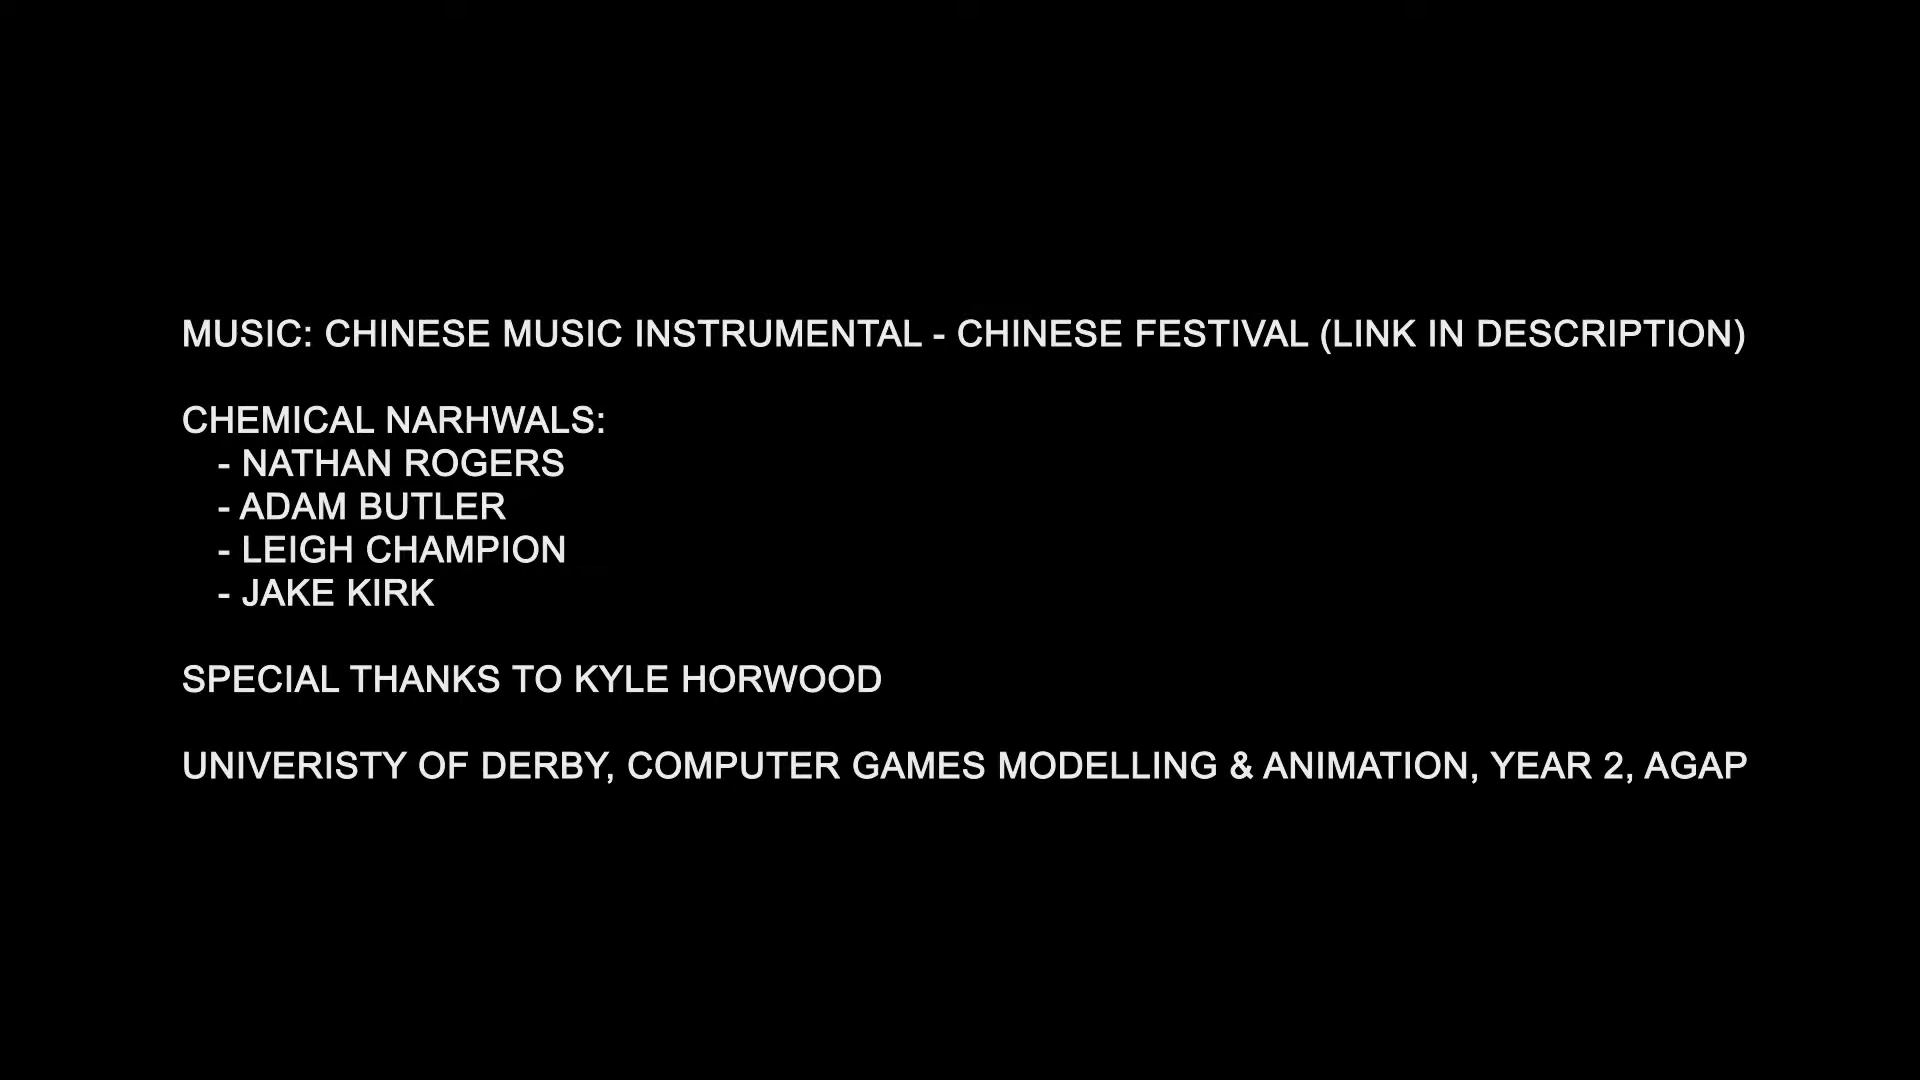 MUSIC: CHINESE MUSIC INSTRUMENTAL - CHINESE FESTIVAL (LINK IN DESCRIPTION)
CHEMICAL NARHWALS:
- NATHAN ROGERS
- ADAM BUTLER
- LEIGH CHAMPION
- JAKE KIRK
SPECIAL THANKS TO KYLE HORWOOD
UNIVERISTY OF DERBY, COMPUTER GAMES MODELLING & ANIMATION, YEAR 2, AGAP